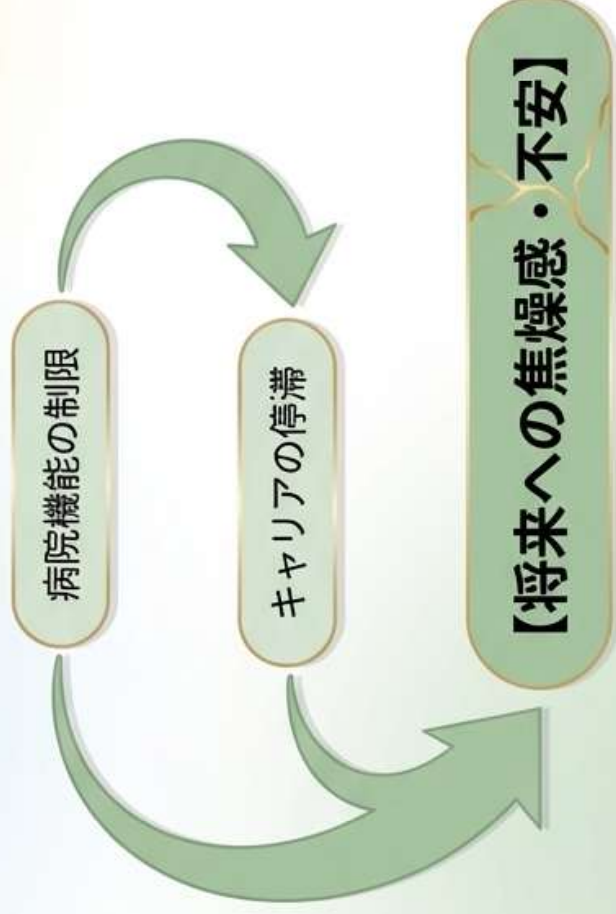 病院機能の制限
キャリアの停滞
【将来への焦燥感・不安】